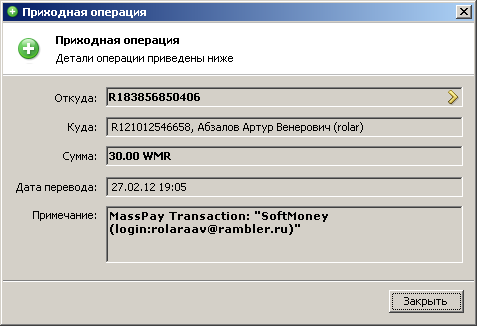 Приходная операция
Приходная операция
Детали операции приведены ниже
Откуда: R183856850406
Куда: R121012546658, Абзалов Артур Венерович (rolar)
Сумма: 30.00 WMR
Дата перевода: 27.02.12 19:05
Примечание: MassPay Transaction: "SoftMoney
(login:rolaraav@rambler.ru)"
Закрыть